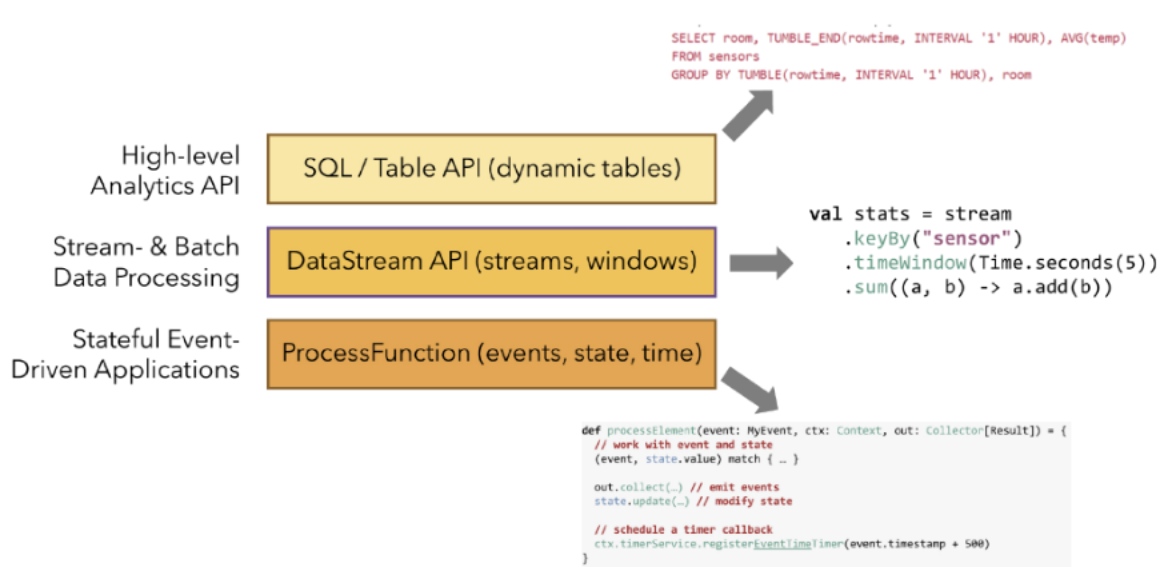 SELECT room, TUMBLE_END(rowtime, INTERVAL '1' HOUR), AVG(temp)
FROM sensors
GROUP BY TUMBLE(rowtime, INTERVAL '1' HOUR), room
High-level
Analytics API
SQL / Table API (dynamic tables)
Stream- & Batch
Data Processing
DataStream API (streams, windows)
val stats = stream
.keyBy("sensor")
.timeWindow(Time.seconds(5))
.sum((a, b) -> a.add(b))
Stateful Event-
Driven Applications
ProcessFunction (events, state, time)
def processElement(event: MyEvent, ctx: Context, out: Collector[Result]) = {
// work with event and state
(event, state.value) match { … }
out.collect(…) // emit events
state.update(…) // modify state
// schedule a timer callback
ctx.timerService.registerEventTimeTimer(event.timestamp + 500)
}